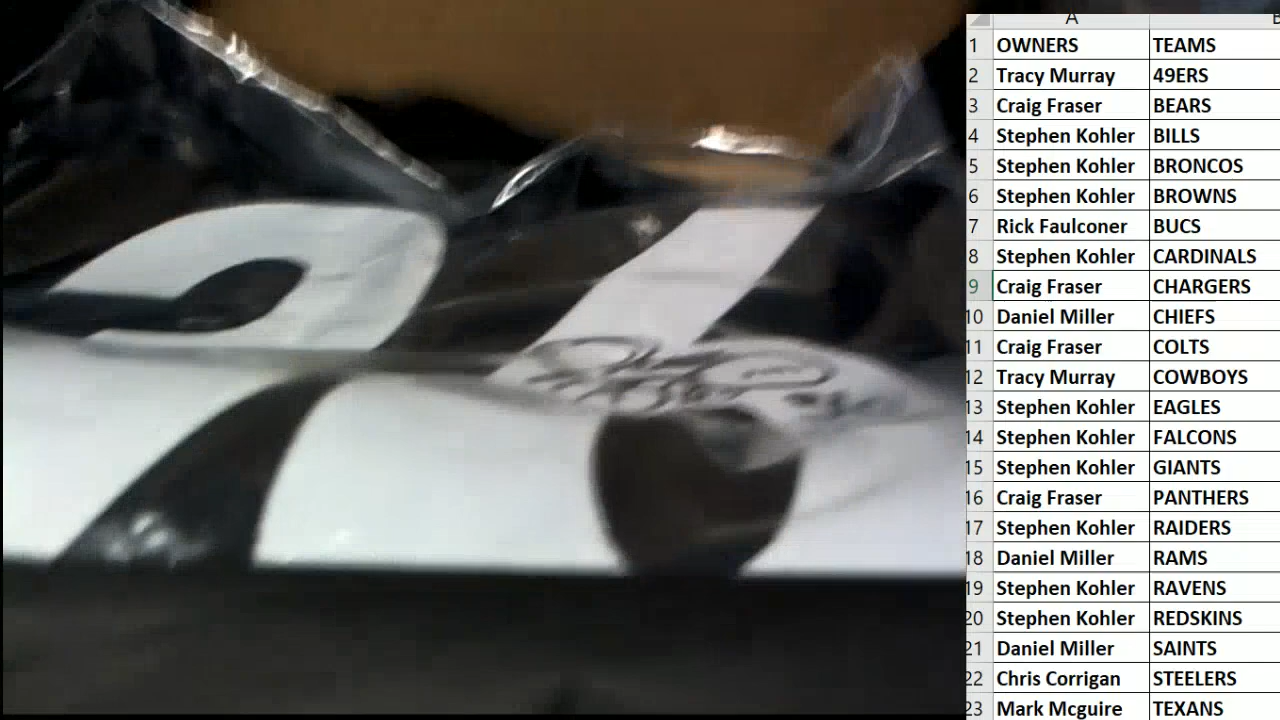 A
1 OWNERS TEAMS
2 Tracy Murray 49ERS
3 Craig Fraser BEARS
4 Stephen Kohler BILLS
5 Stephen Kohler BRONCOS
6 Stephen Kohler BROWNS
7 Rick Faulconer BUCS
8 Stephen Kohler CARDINALS
9 Craig Fraser CHARGERS
10 Daniel Miller CHIEFS
11 Craig Fraser COLTS
12 Tracy Murray COWBOYS
13 Stephen Kohler EAGLES
14 Stephen Kohler FALCONS
15 Stephen Kohler GIANTS
16 Craig Fraser PANTHERS
17 Stephen Kohler RAIDERS
18 Daniel Miller RAMS
19 Stephen Kohler RAVENS
20 Stephen Kohler REDSKINS
21 Daniel Miller SAINTS
22 Chris Corrigan STEELERS
23 Mark Mcguire TEXANS